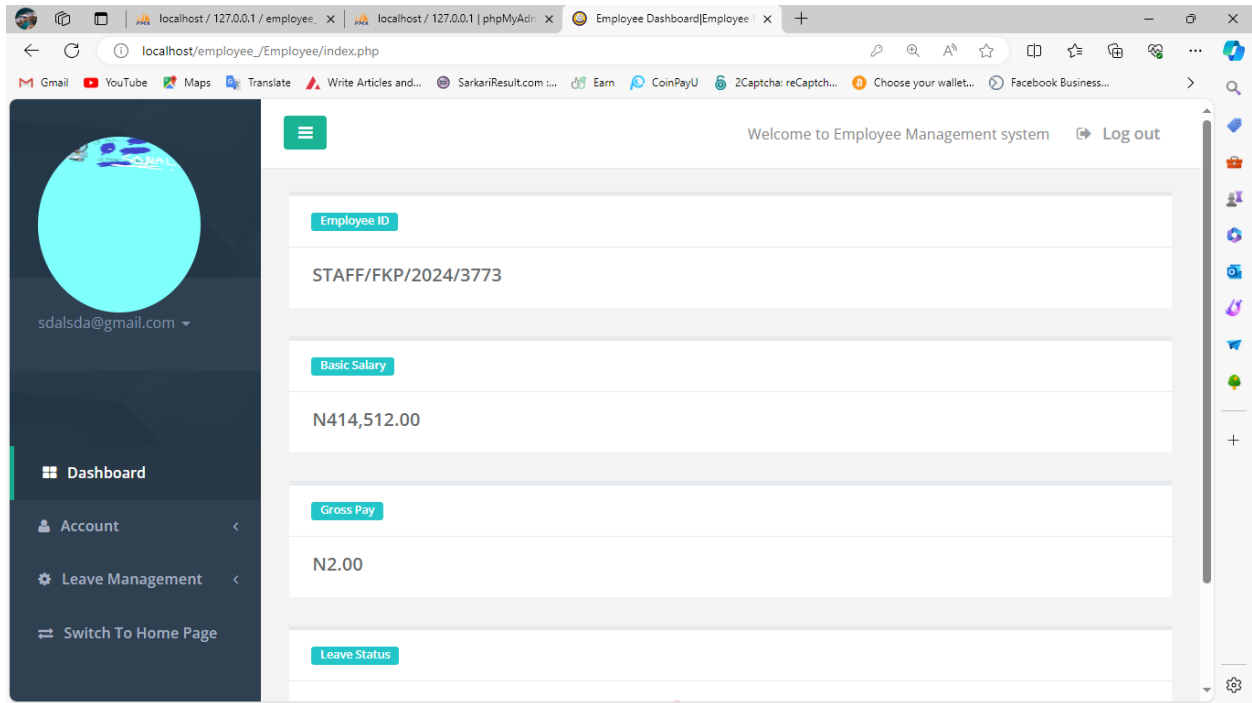 localhost / 127.0.0.1 / employee_
localhost / 127.0.0.1 | phpMyAdm
Employee Dashboard|Employee
localhost/employee_/Employee/index.php
Gmail YouTube Maps Translate Write Articles and... SarkariResult.com :... Earn CoinPayU 2Captcha: reCaptch... Choose your wallet... Facebook Business...
Welcome to Employee Management system Log out
sdalsda@gmail.com
Dashboard
Account
Leave Management
Switch To Home Page
Employee ID
STAFF/FKP/2024/3773
Basic Salary
N414,512.00
Gross Pay
N2.00
Leave Status